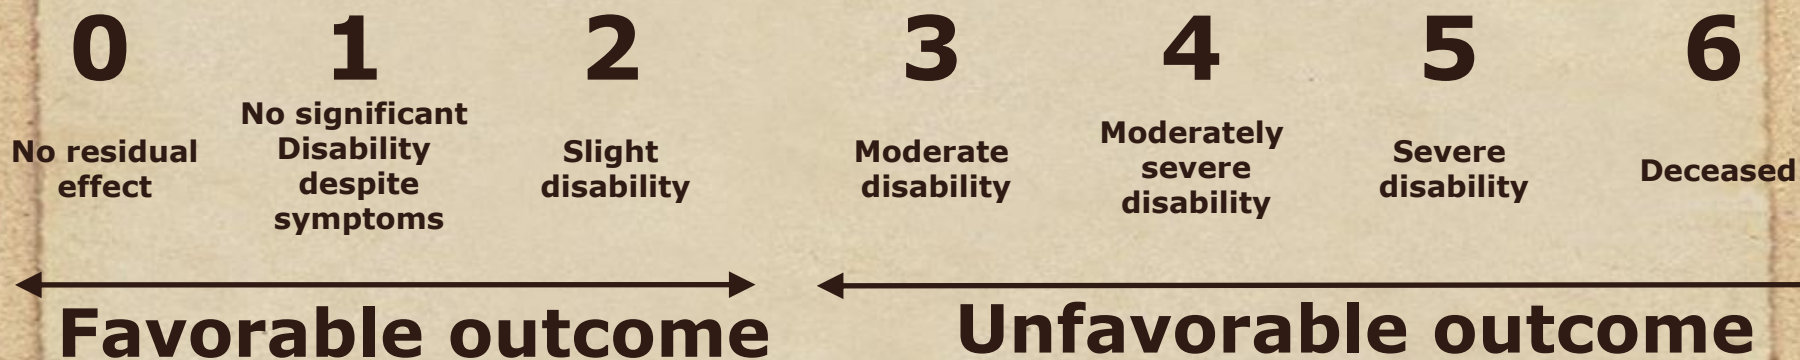 0 1 2 3 4 5 6
No residual
effect
No significant
Disability
despite
symptoms
Slight
disability
Moderate
disability
Moderately
severe
disability
Severe
disability
Deceased
Favorable outcome
Unfavorable outcome